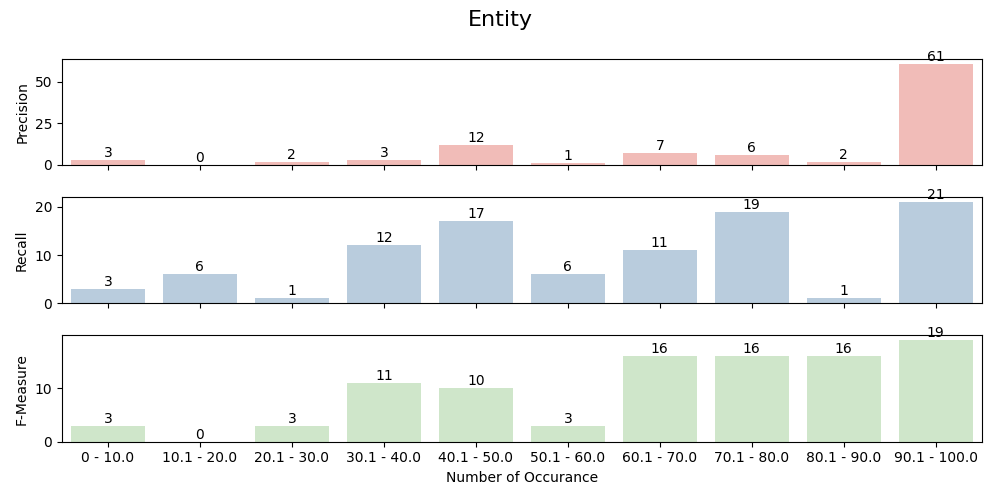 Entity
Precision
50
25
0
3 0 2 3 12 1 7 6 2 61
Recall
20
10
0
3 6 1 12 17 6 11 19 1 21
F-Measure
10
0
3 0 3 11 10 3 16 16 16 19
0 - 10.0 10.1 - 20.0 20.1 - 30.0 30.1 - 40.0 40.1 - 50.0 50.1 - 60.0 60.1 - 70.0 70.1 - 80.0 80.1 - 90.0 90.1 - 100.0
Number of Occurance